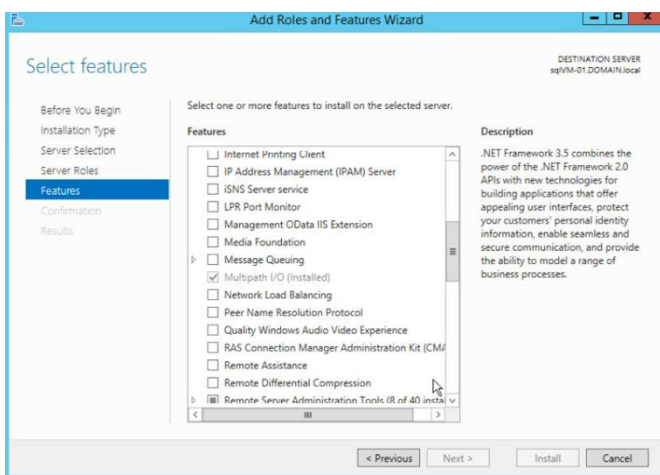 Add Roles and Features Wizard
Select features
DESTINATION SERVER
sqlVM-01.DOMAIN.local
Before You Begin
Installation Type
Server Selection
Server Roles
Features
Confirmation
Results
Select one or more features to install on the selected server.
Features
Internet Printing Client
IP Address Management (IPAM) Server
iSNS Server service
LPR Port Monitor
Management OData IIS Extension
Media Foundation
Message Queuing
Multipath I/O (Installed)
Network Load Balancing
Peer Name Resolution Protocol
Quality Windows Audio Video Experience
RAS Connection Manager Administration Kit (CMA
Remote Assistance
Remote Differential Compression
Remote Server Administration Tools (8 of 40 insta
Description
.NET Framework 3.5 combines the
power of the .NET Framework 2.0
APIs with new technologies for
building applications that offer
appealing user interfaces, protect
your customers' personal identity
information, enable seamless and
secure communication, and provide
the ability to model a range of
business processes.
< Previous
Next >
Install
Cancel